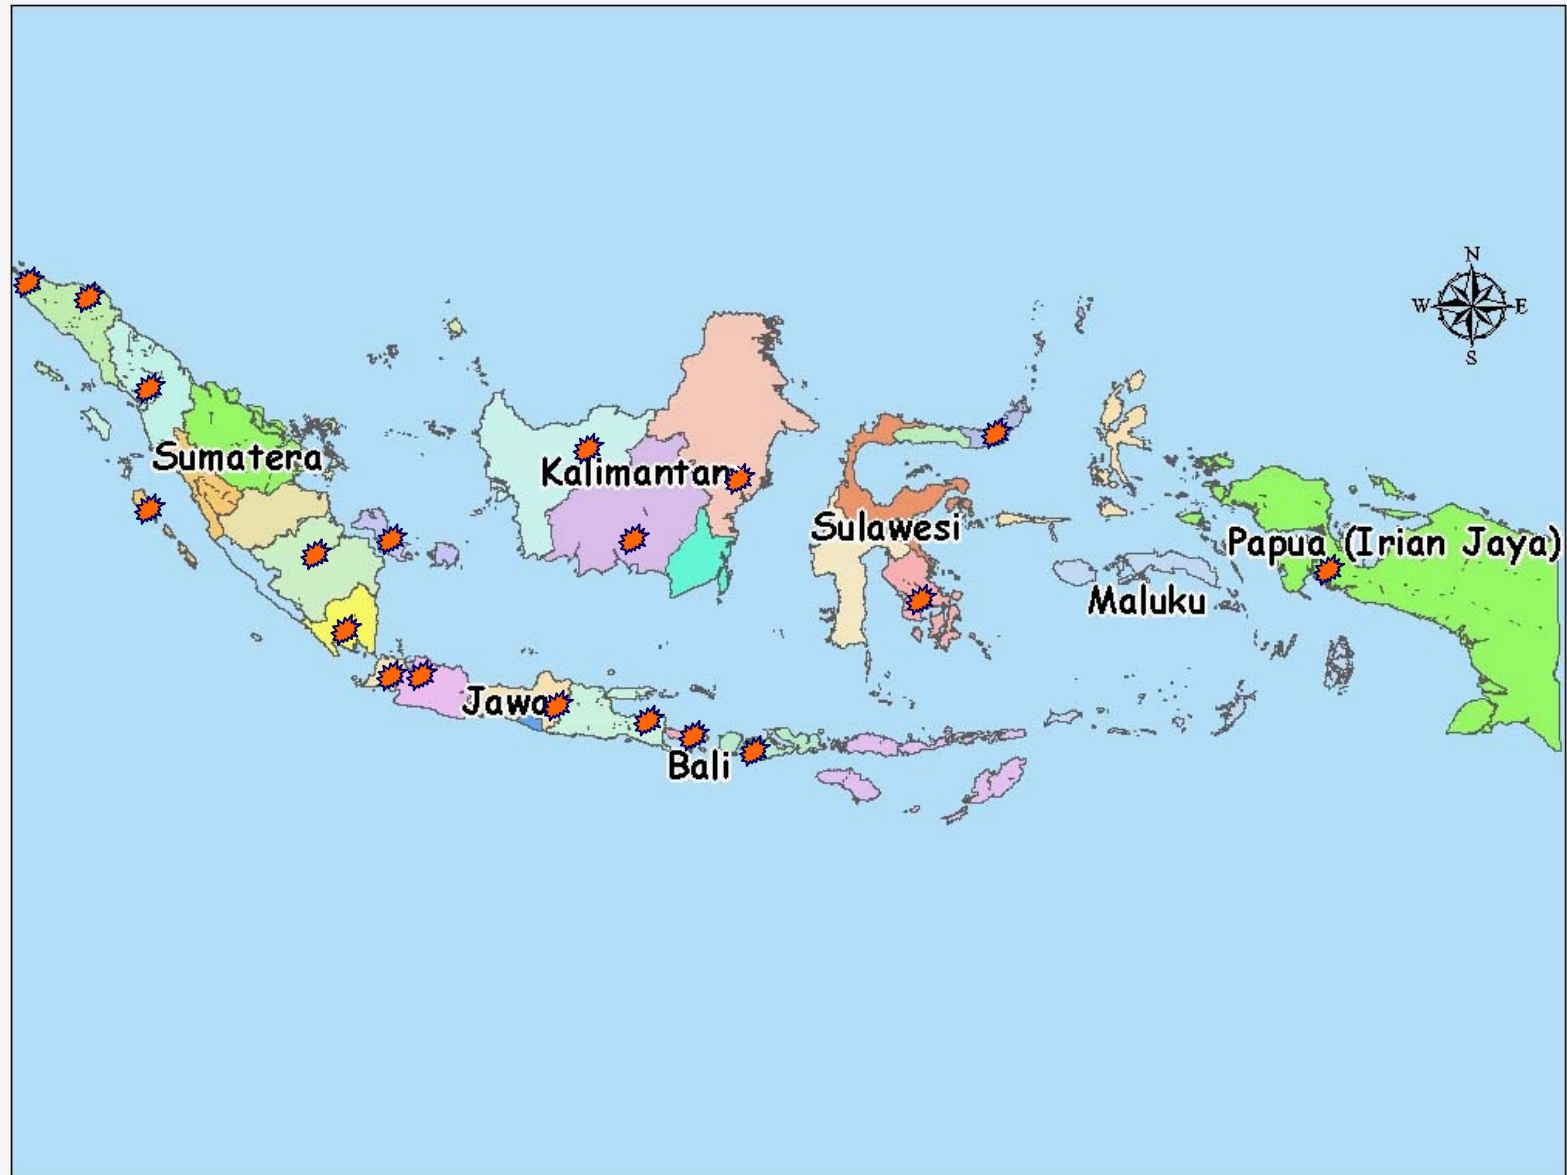 N
W E
S
Sumatera
Kalimantan
Sulawesi
Papua (Irian Jaya)
Maluku
Jawa
Bali